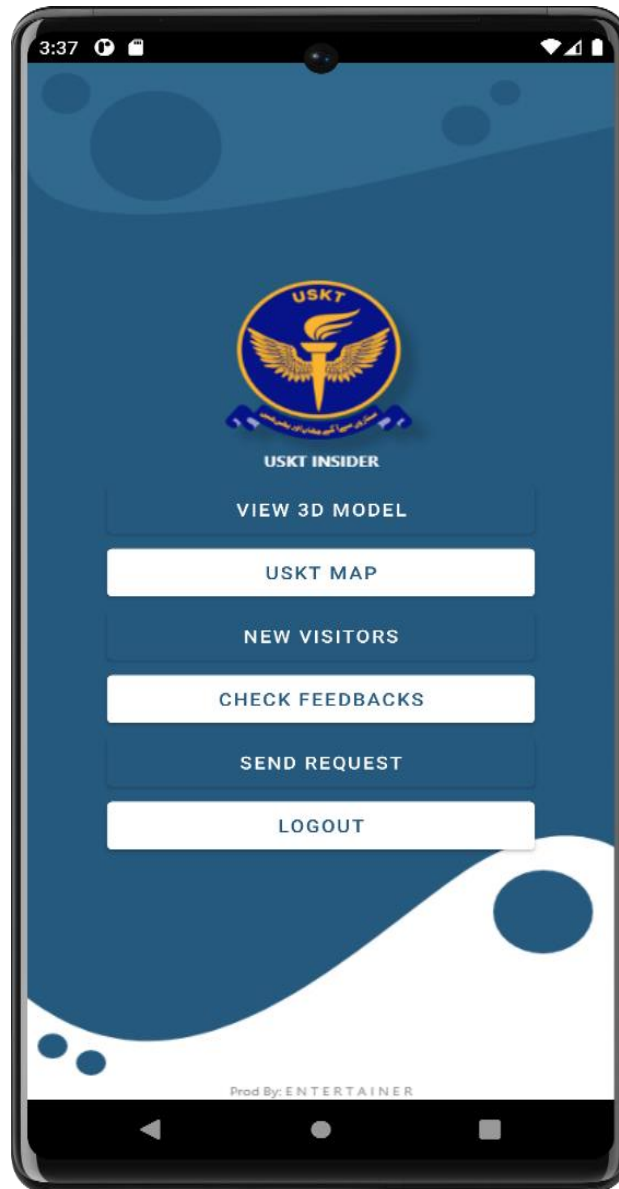 3:37
USKT
USKT INSIDER
VIEW 3D MODEL
USKT MAP
NEW VISITORS
CHECK FEEDBACKS
SEND REQUEST
LOGOUT
Prod By: ENTERTAINER